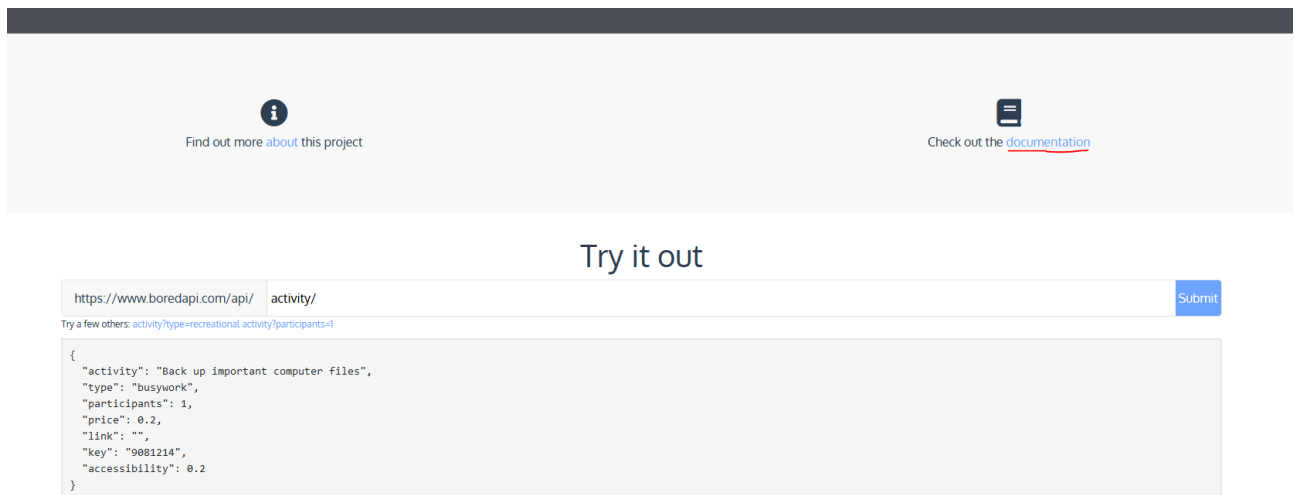 Find out more about this project
Check out the documentation
Try it out
https://www.boredapi.com/api/ activity/ Submit
Try a few others: activity?type=recreational activity?participants=1
{
  "activity": "Back up important computer files",
  "type": "busywork",
  "participants": 1,
  "price": 0.2,
  "link": "",
  "key": "9081214",
  "accessibility": 0.2
}